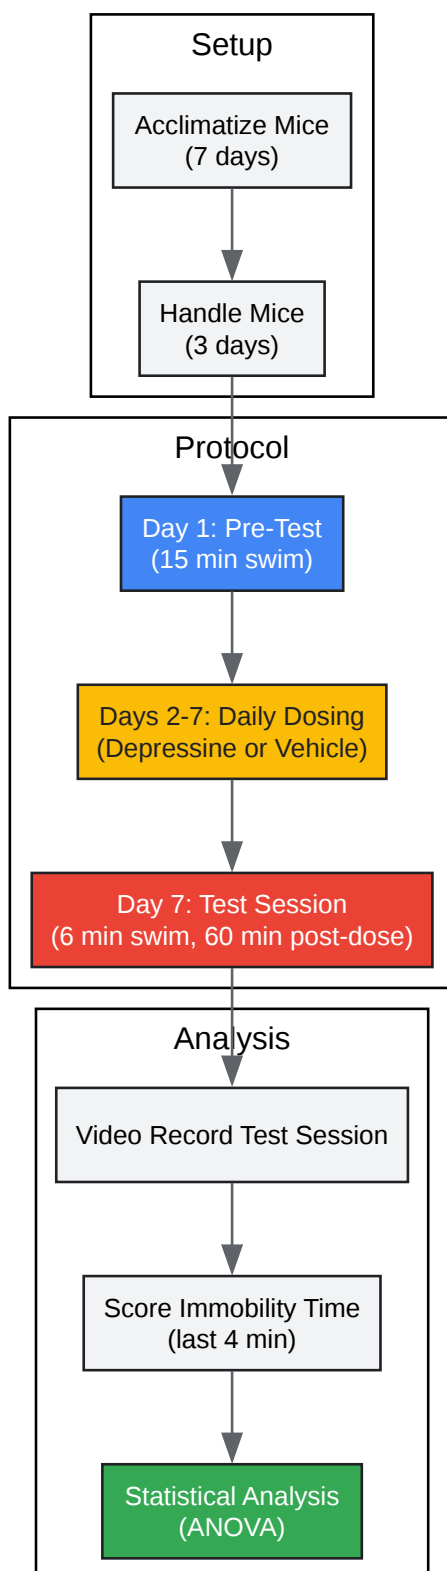 Setup
Acclimatize Mice
(7 days)
Handle Mice
(3 days)
Protocol
Day 1: Pre-Test
(15 min swim)
Days 2-7: Daily Dosing
(Depressine or Vehicle)
Day 7: Test Session
(6 min swim, 60 min post-dose)
Analysis
Video Record Test Session
Score Immobility Time
(last 4 min)
Statistical Analysis
(ANOVA)